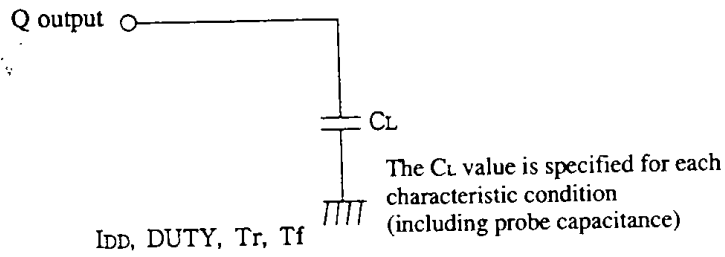 Q output
CL
The CL value is specified for each
characteristic condition
(including probe capacitance)
IDD, DUTY, Tr, Tf